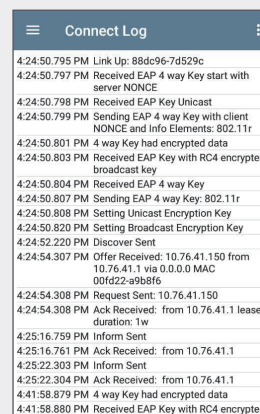 Connect Log
4:24:50.795 PM Link Up: 88dc96-7d529c
4:24:50.797 PM Received EAP 4 way Key start with
server NONCE
4:24:50.798 PM Received EAP Key Unicast
4:24:50.799 PM Sending EAP 4 way Key with client
NONCE and Info Elements: 802.11r
4:24:50.801 PM 4 way Key had encrypted data
4:24:50.803 PM Received EAP Key with RC4 encrypte
broadcast key
4:24:50.804 PM Received EAP 4 way Key
4:24:50.807 PM Sending EAP 4 way Key: 802.11r
4:24:50.808 PM Setting Unicast Encryption Key
4:24:50.820 PM Setting Broadcast Encryption Key
4:24:52.220 PM Discover Sent
4:24:54.307 PM Offer Received: 10.76.41.150 from
10.76.41.1 via 0.0.0.0 MAC
00fd22-a9b8f6
4:24:54.308 PM Request Sent: 10.76.41.150
4:24:54.308 PM Ack Received: from 10.76.41.1 lease
duration: 1w
4:25:16.759 PM Inform Sent
4:25:16.761 PM Ack Received: from 10.76.41.1
4:25:22.303 PM Inform Sent
4:25:22.304 PM Ack Received: from 10.76.41.1
4:41:58.879 PM 4 way Key had encrypted data
4:41:58.880 PM Received EAP Key with RC4 encrypte